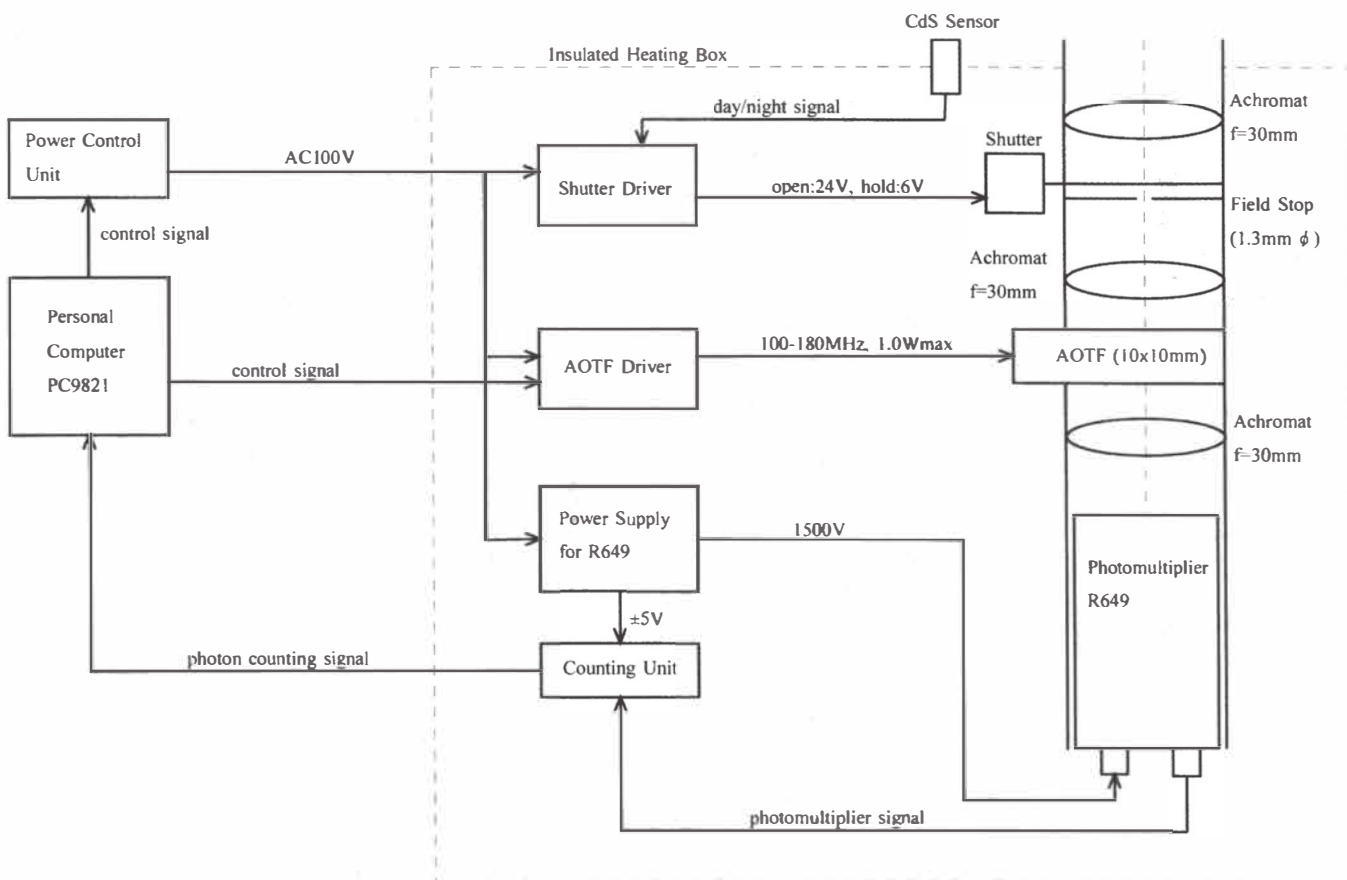 CdS Sensor
Insulated Heating Box
day/night signal
Achromat
f=30mm
Power Control
Unit
AC100V
Shutter Driver
Shutter
open:24V, hold:6V
Field Stop
(1.3mm ϕ)
control signal
Achromat
f=30mm
Personal
Computer
PC9821
control signal
AOTF Driver
100-180MHz, 1.0Wmax
AOTF (10x10mm)
Achromat
f=30mm
Power Supply
for R649
1500V
Photomultiplier
R649
±5V
photon counting signal
Counting Unit
photomultiplier signal